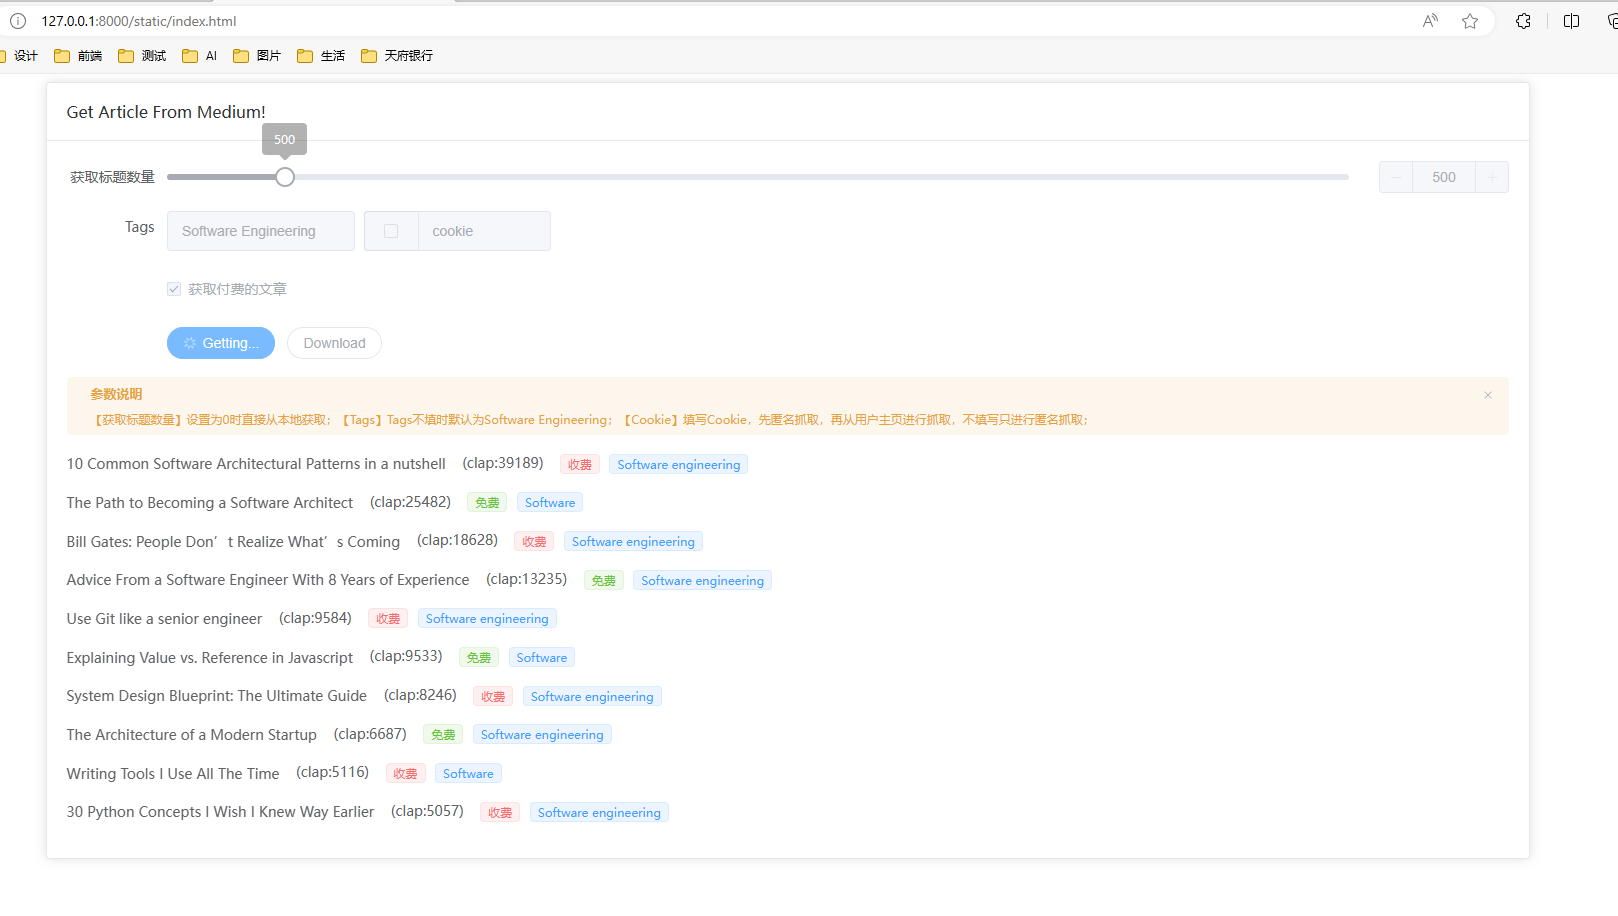 127.0.0.1:8000/static/index.html
设计 前端 测试 AI 图片 生活 天府银行
Get Article From Medium!
500
获取标题数量 500
Tags Software Engineering cookie
获取付费的文章
Getting... Download
参数说明
【获取标题数量】设置为0时直接从本地获取；【Tags】Tags不填时默认为Software Engineering；【Cookie】填写Cookie，先匿名抓取，再从用户主页进行抓取，不填写只进行匿名抓取；
10 Common Software Architectural Patterns in a nutshell (clap:39189) 收费 Software engineering
The Path to Becoming a Software Architect (clap:25482) 免费 Software
Bill Gates: People Don’t Realize What’s Coming (clap:18628) 收费 Software engineering
Advice From a Software Engineer With 8 Years of Experience (clap:13235) 免费 Software engineering
Use Git like a senior engineer (clap:9584) 收费 Software engineering
Explaining Value vs. Reference in Javascript (clap:9533) 免费 Software
System Design Blueprint: The Ultimate Guide (clap:8246) 收费 Software engineering
The Architecture of a Modern Startup (clap:6687) 免费 Software engineering
Writing Tools I Use All The Time (clap:5116) 收费 Software
30 Python Concepts I Wish I Knew Way Earlier (clap:5057) 收费 Software engineering